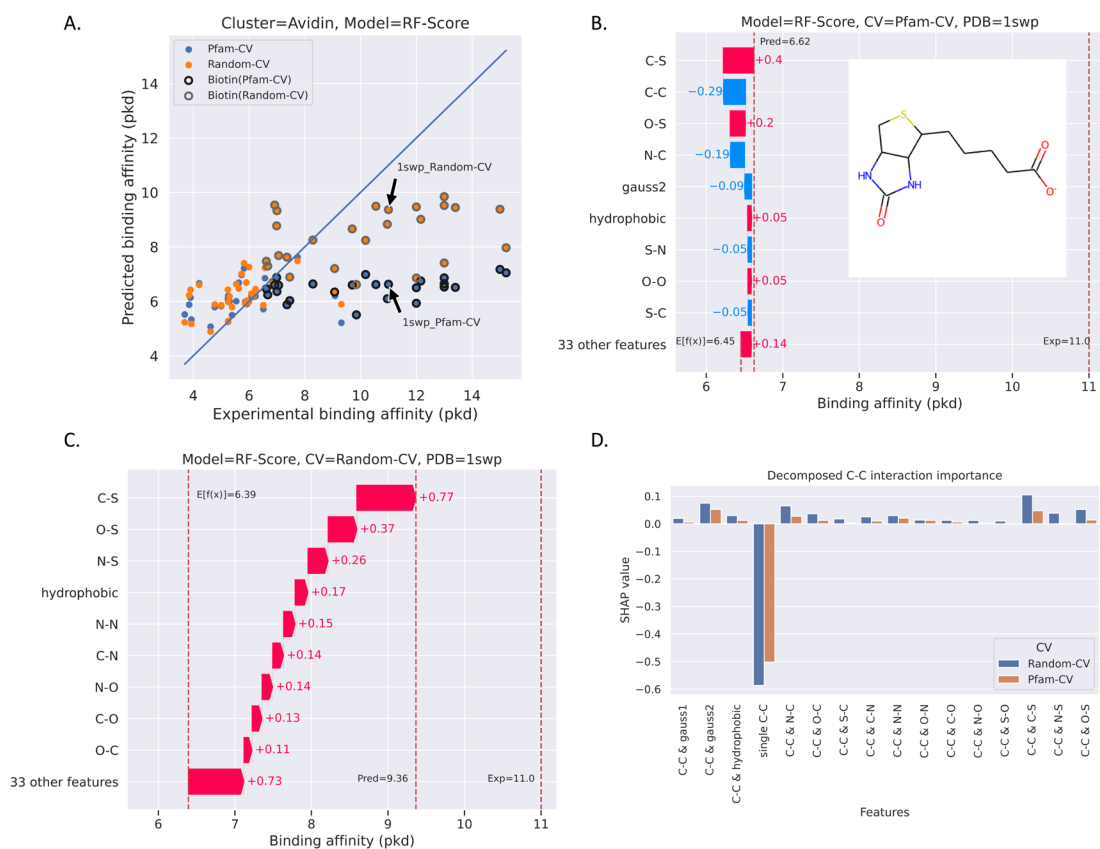 A.
Cluster=Avidin, Model=RF-Score
Pfam-CV
Random-CV
Biotin(Pfam-CV)
Biotin(Random-CV)
1swp_Random-CV
1swp_Pfam-CV
14
12
10
8
6
4
Predicted binding affinity (pkd)
4 6 8 10 12 14
Experimental binding affinity (pkd)
B.
Model=RF-Score, CV=Pfam-CV, PDB=1swp
Pred=6.62
C-S +0.4
C-C −0.29
O-S +0.2
N-C −0.19
gauss2 −0.09
hydrophobic +0.05
S-N −0.05
O-O +0.05
S-C −0.05
33 other features E[f(x)]=6.45 +0.14 Exp=11.0
S
HN
NH
O
O
O-
6 7 8 9 10 11
Binding affinity (pkd)
C.
Model=RF-Score, CV=Random-CV, PDB=1swp
C-S E[f(x)]=6.39 +0.77
O-S +0.37
N-S +0.26
hydrophobic +0.17
N-N +0.15
C-N +0.14
N-O +0.14
C-O +0.13
O-C +0.11
33 other features +0.73 Pred=9.36 Exp=11.0
6 7 8 9 10 11
Binding affinity (pkd)
D.
Decomposed C-C interaction importance
0.1
0.0
−0.1
−0.2
−0.3
−0.4
−0.5
−0.6
SHAP value
CV
Random-CV
Pfam-CV
C-C & gauss1
C-C & gauss2
C-C & hydrophobic
single C-C
C-C & N-C
C-C & O-C
C-C & S-C
C-C & C-N
C-C & N-N
C-C & O-N
C-C & C-O
C-C & N-O
C-C & S-O
C-C & C-S
C-C & N-S
C-C & O-S
Features